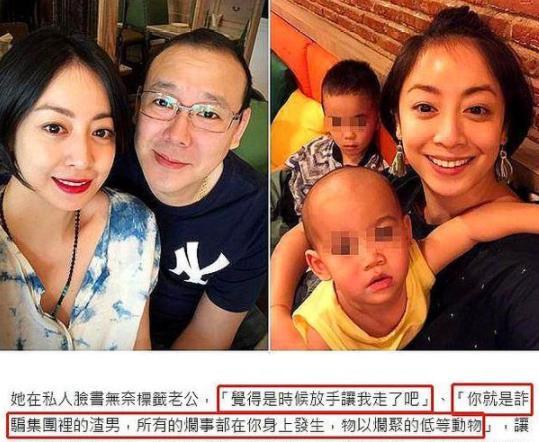 她在私人臉書無奈標籤老公，「覺得是時候放手讓我走了吧」、「你就是詐
騙集團裡的渣男，所有的爛事都在你身上發生，物以爛聚的低等動物」，讓